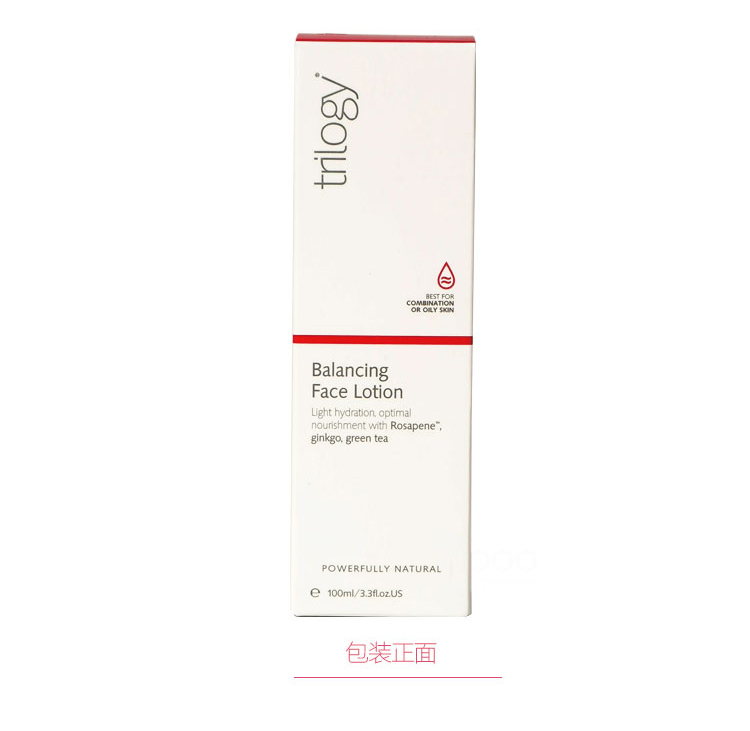 trilogy®
BEST FOR
COMBINATION
OR OILY SKIN
Balancing
Face Lotion
Light hydration, optimal
nourishment with Rosapene™,
ginkgo, green tea
POWERFULLY NATURAL
℮ 100ml/3.3fl.oz.US
包装正面